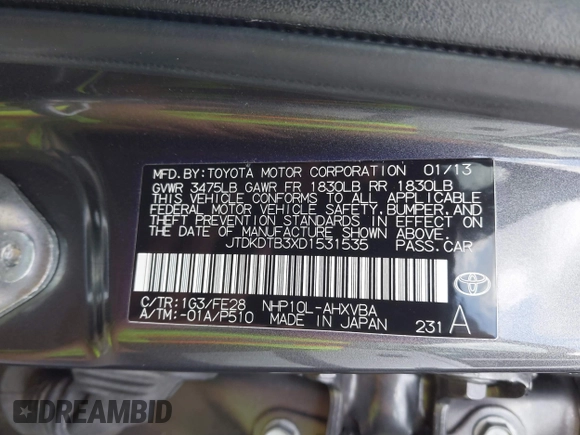 MFD. BY: TOYOTA MOTOR CORPORATION 01/13
GVWR 3475LB GAWR FR 1830LB RR 1830LB
THIS VEHICLE CONFORMS TO ALL APPLICABLE
FEDERAL MOTOR VEHICLE SAFETY, BUMPER, AND
THEFT PREVENTION STANDARDS IN EFFECT ON
THE DATE OF MANUFACTURE SHOWN ABOVE.
JTDKDTB3XD1531535 PASS. CAR
C/TR: 1G3/FE28 NHP10L-AHXVBA
A/TM: -01A/P510 MADE IN JAPAN 231 A
DREAMBID